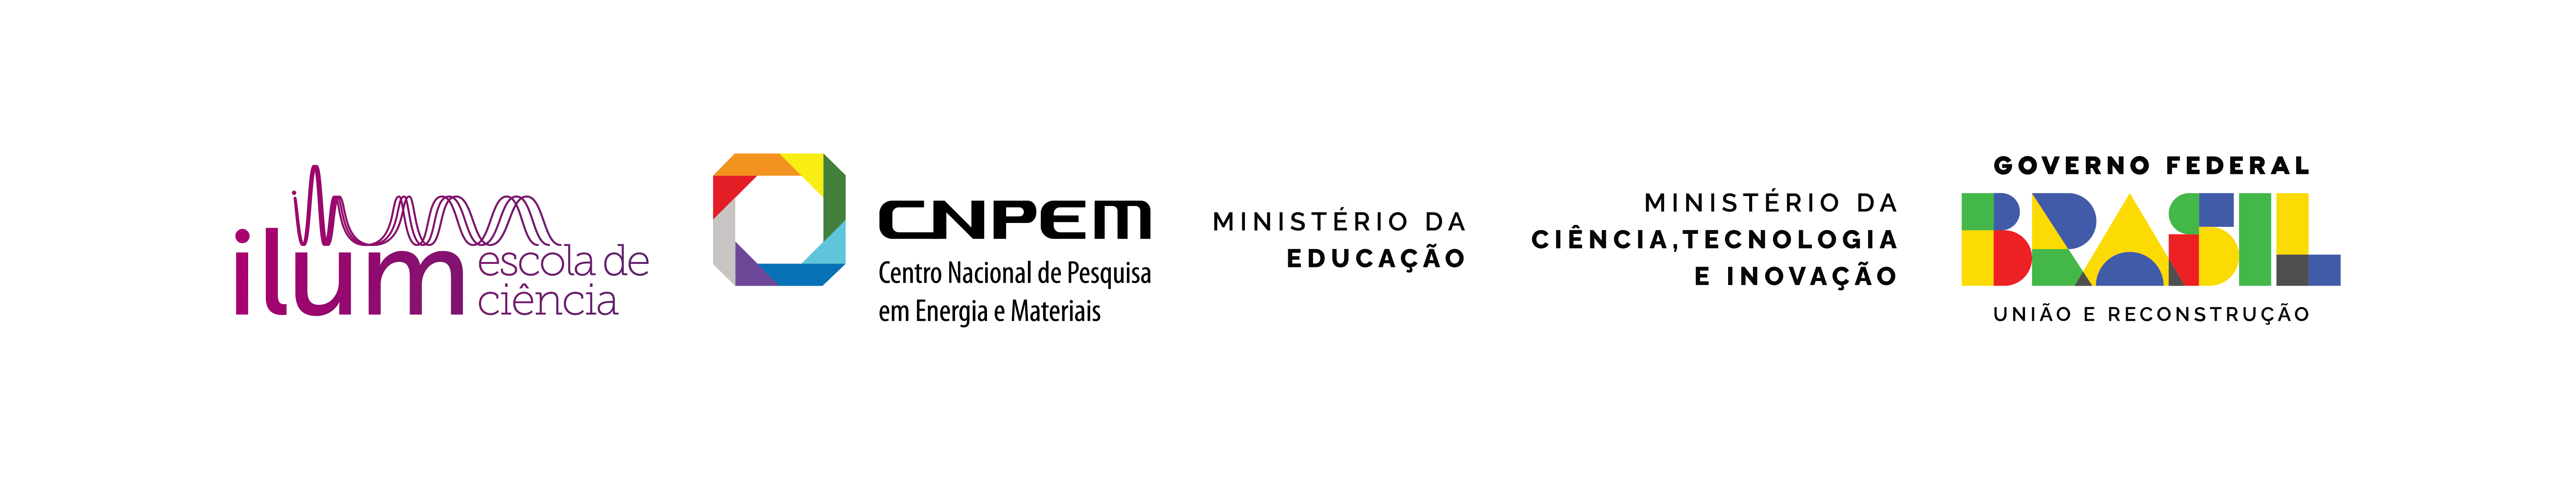 ilum
escola de
ciência
CNPEM
Centro Nacional de Pesquisa
em Energia e Materiais
MINISTÉRIO DA
EDUCAÇÃO
MINISTÉRIO DA
CIÊNCIA,TECNOLOGIA
E INOVAÇÃO
GOVERNO FEDERAL
BRASIL
UNIÃO E RECONSTRUÇÃO